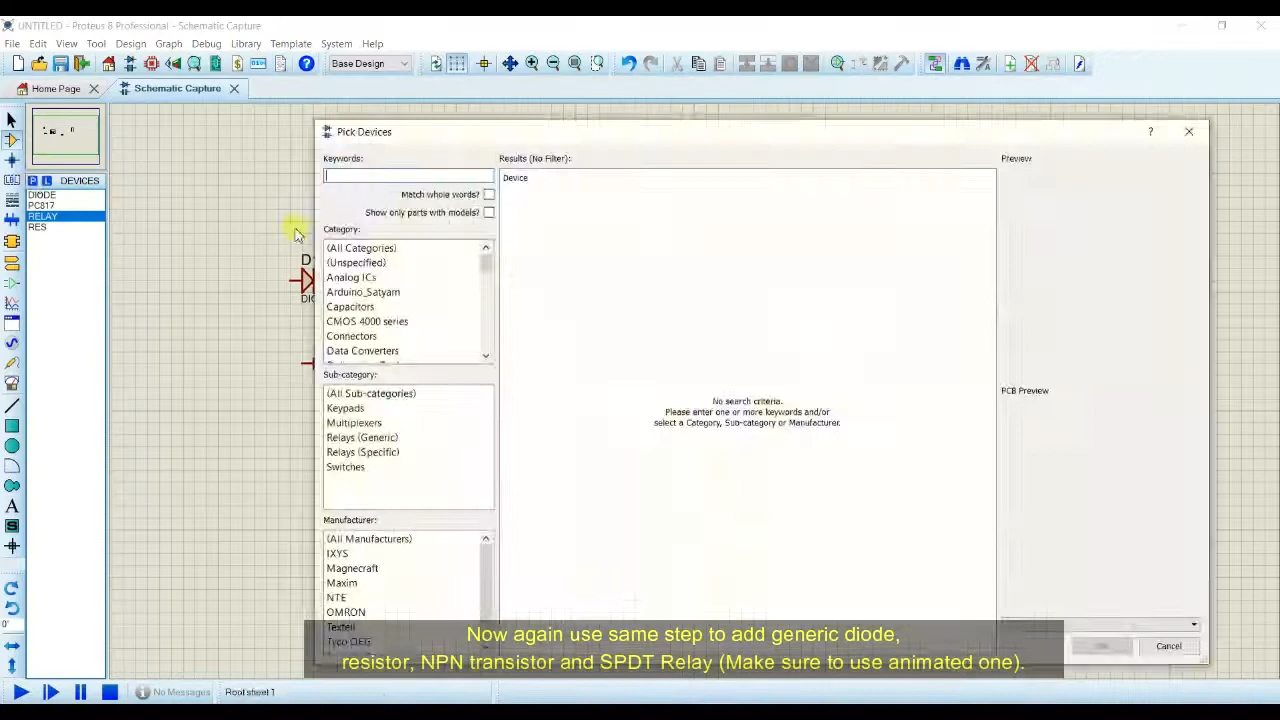 UNTITLED - Proteus 8 Professional - Schematic Capture
File Edit View Tool Design Graph Debug Library Template System Help
Base Design
Home Page
Schematic Capture
Pick Devices
Keywords:
Results (No Filter):
Preview
Device
Match whole words?
Show only parts with models?
P L DEVICES
DIODE
PC817
RELAY
RES
Category:
(All Categories)
(Unspecified)
Analog ICs
Arduino_Satyam
Capacitors
CMOS 4000 series
Connectors
Data Converters
Sub-category:
(All Sub-categories)
Keypads
Multiplexers
Relays (Generic)
Relays (Specific)
Switches
No search criteria.
Please enter one or more keywords and/or
select a Category, Sub-category or Manufacturer.
PCB Preview
Manufacturer:
(All Manufacturers)
IXYS
Magnecraft
Maxim
NTE
OMRON
Texteli
Tyco OEG
Cancel
Now again use same step to add generic diode,
resistor, NPN transistor and SPDT Relay (Make sure to use animated one).
No Messages
Root sheet 1